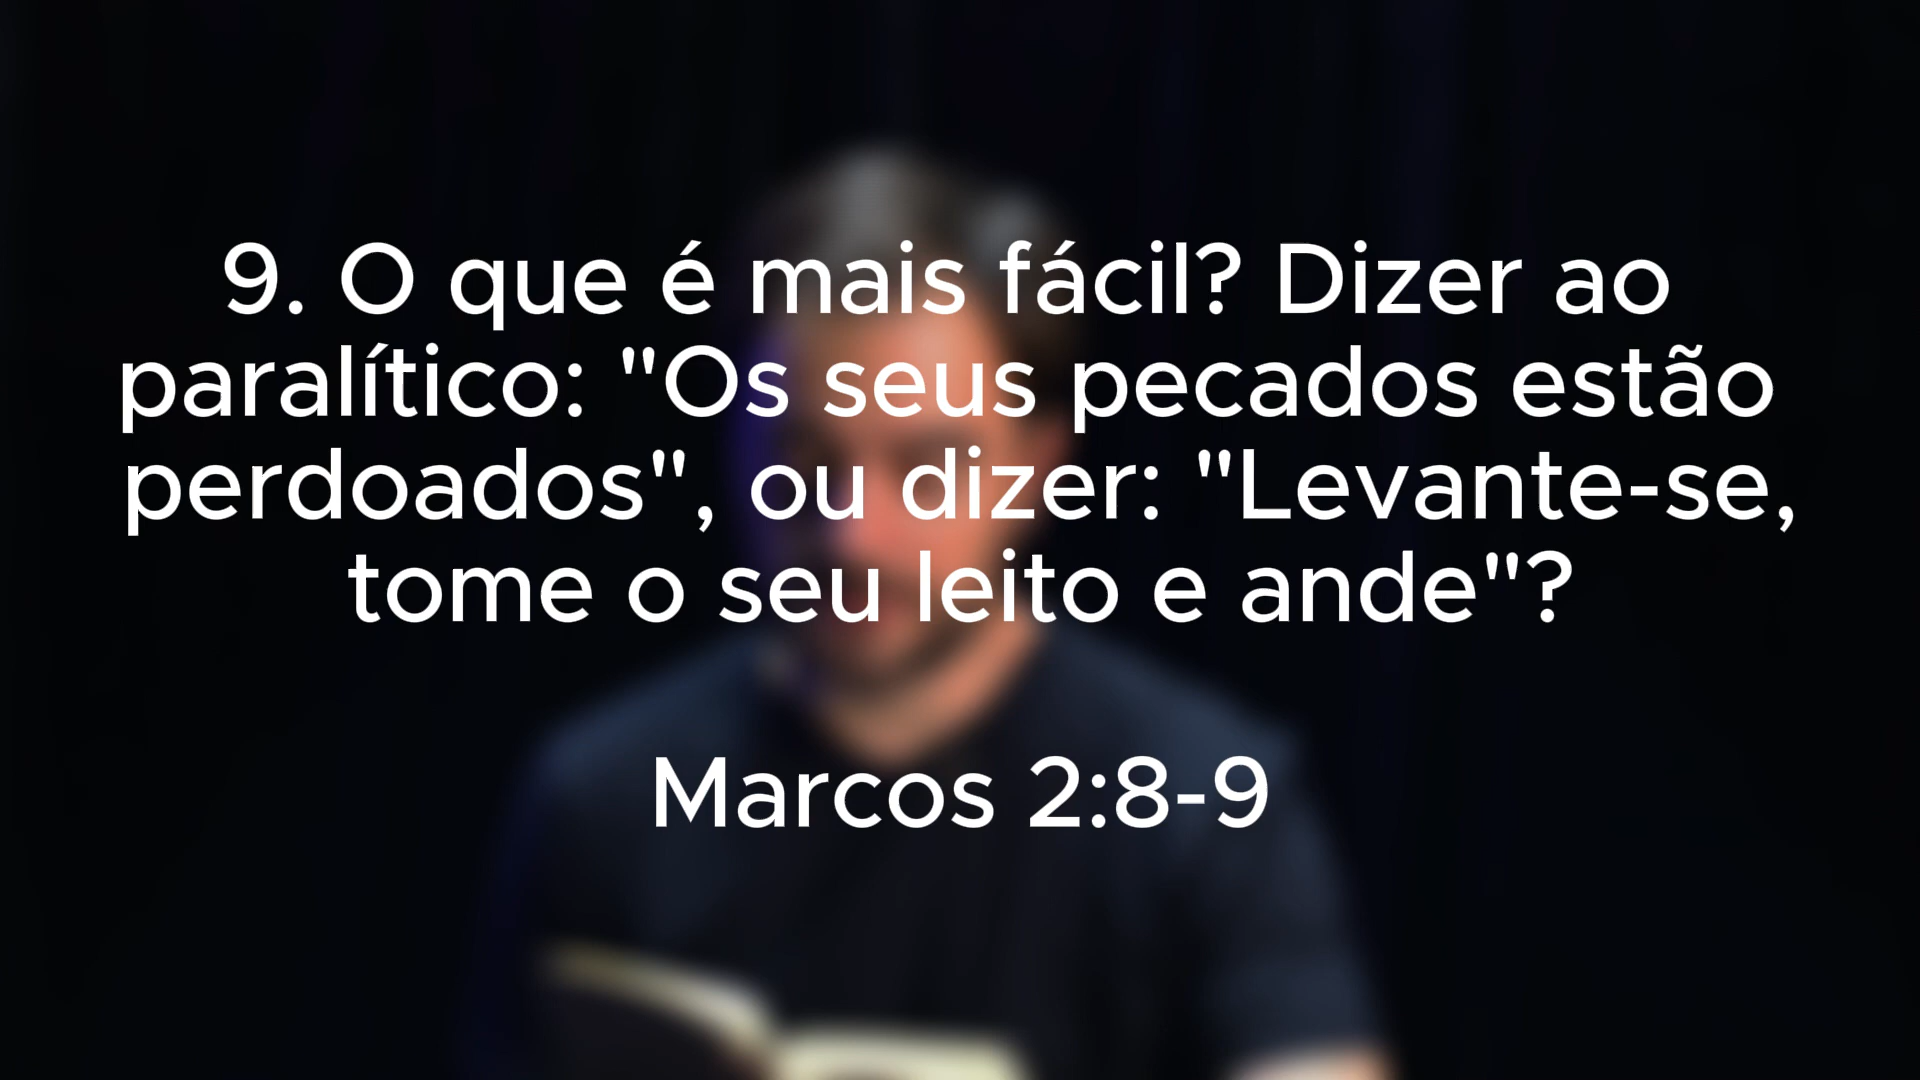 9. O que é mais fácil? Dizer ao
paralítico: "Os seus pecados estão
perdoados", ou dizer: "Levante-se,
tome o seu leito e ande"?
Marcos 2:8-9